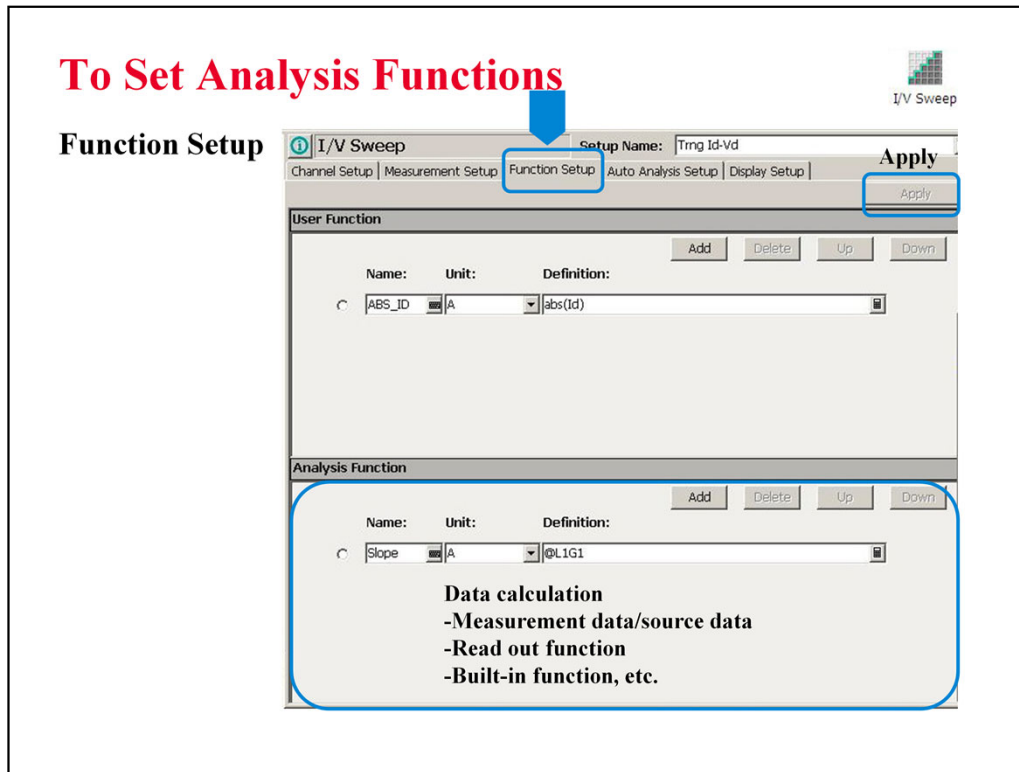 To Set Analysis Functions
I/V Sweep
Function Setup
I/V Sweep
Setup Name: Trng Id-Vd
Apply
Channel Setup Measurement Setup Function Setup Auto Analysis Setup Display Setup
Apply
User Function
Add Delete Up Down
Name: Unit: Definition:
ABS_ID A abs(Id)
Analysis Function
Add Delete Up Down
Name: Unit: Definition:
Slope A @L1G1
Data calculation
-Measurement data/source data
-Read out function
-Built-in function, etc.